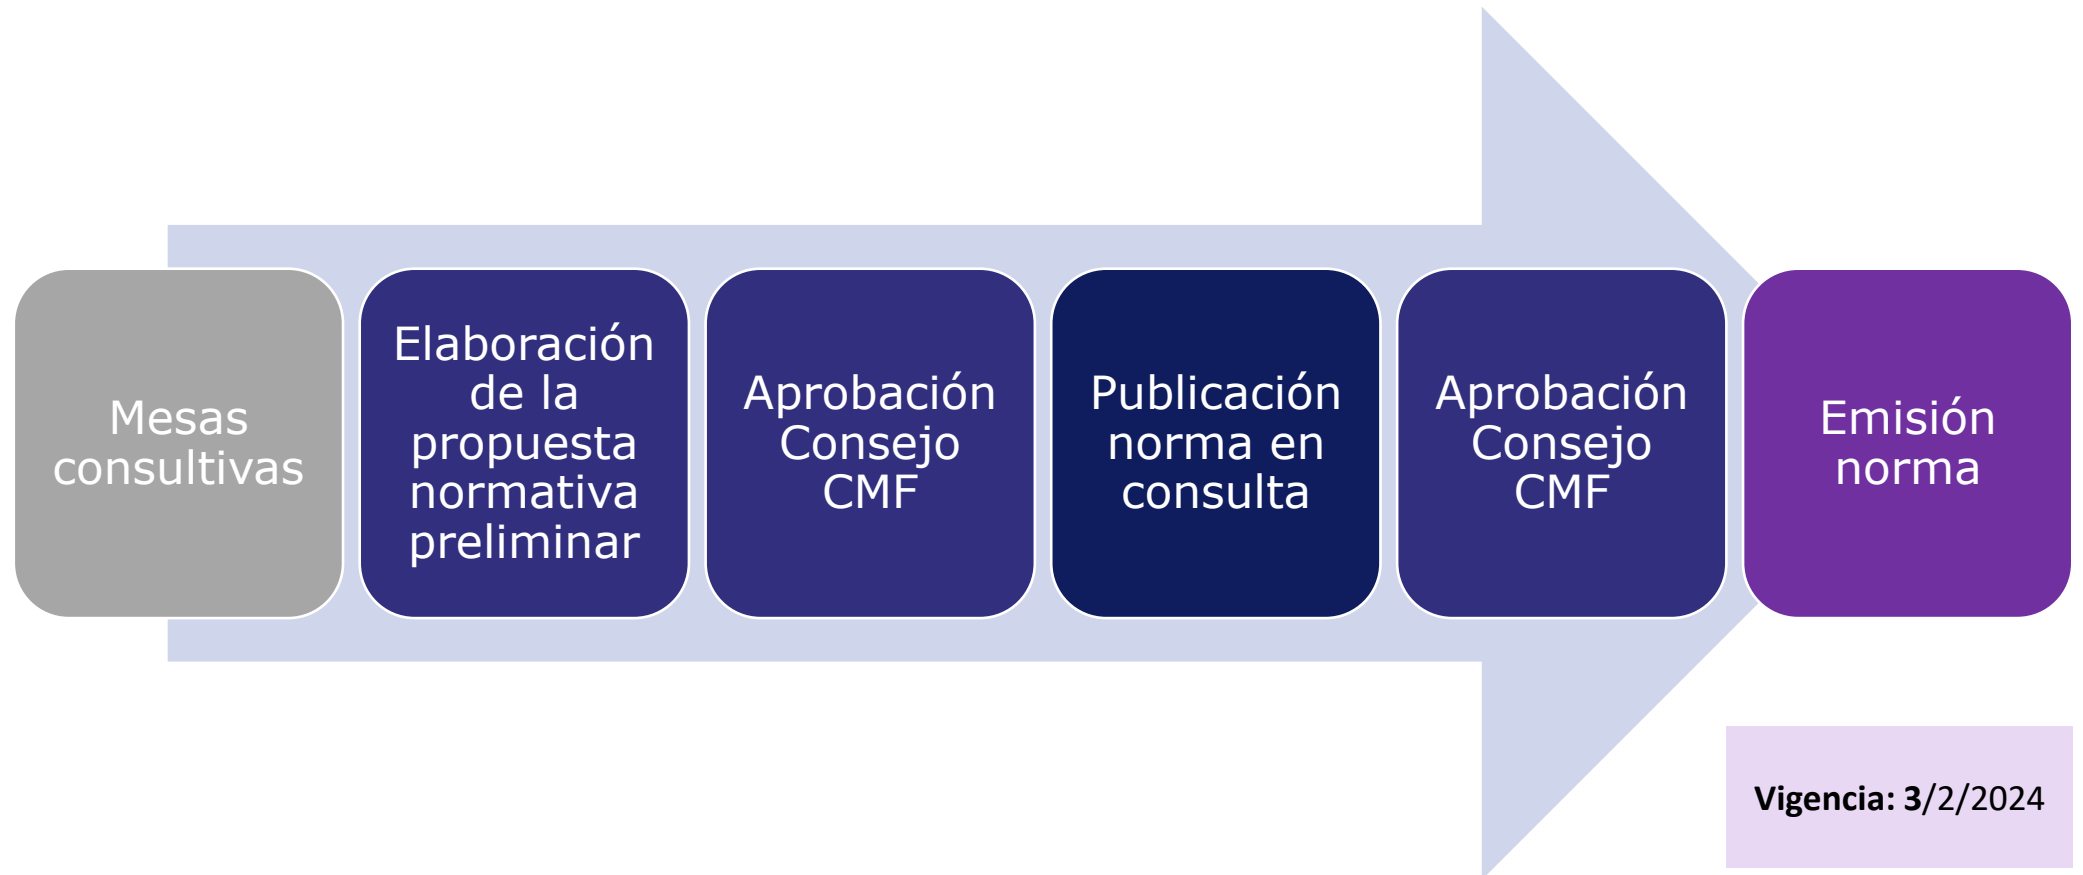 Mesas
consultivas
Elaboración
de la
propuesta
normativa
preliminar
Aprobación
Consejo
CMF
Publicación
norma en
consulta
Aprobación
Consejo
CMF
Emisión
norma
Vigencia: 3/2/2024